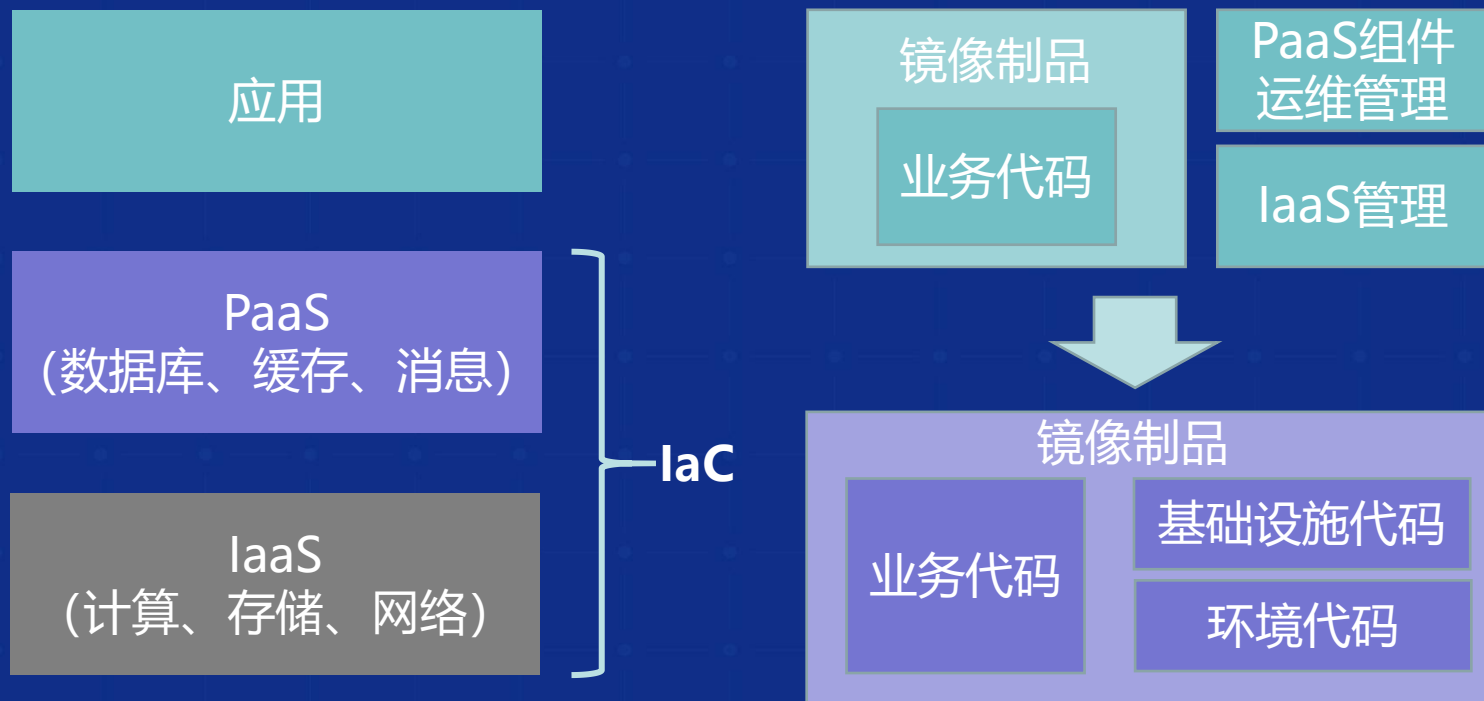 应用
PaaS
（数据库、缓存、消息）
IaaS
（计算、存储、网络）
IaC
镜像制品
业务代码
PaaS组件
运维管理
IaaS管理
镜像制品
业务代码
基础设施代码
环境代码